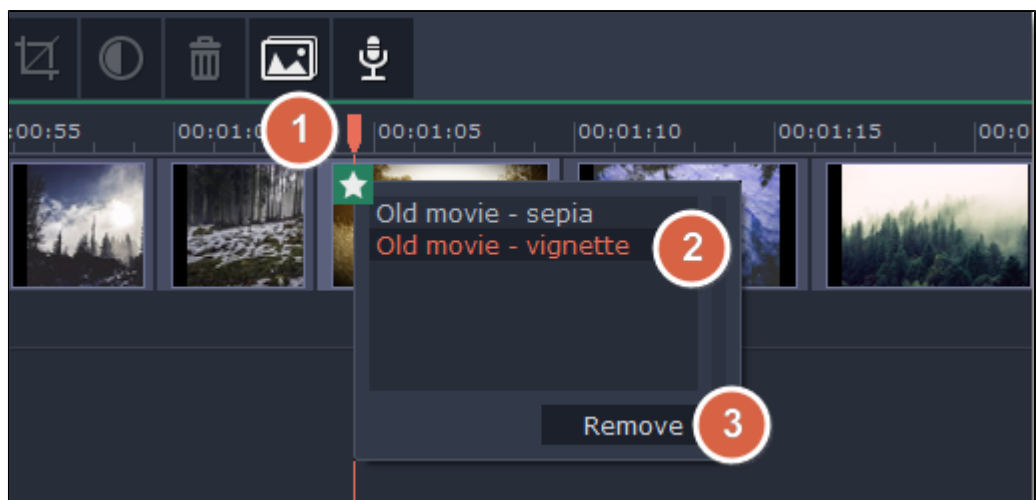 1
:00:55 00:01:0 00:01:05 00:01:10 00:01:15 00:0
Old movie - sepia
Old movie - vignette 2
Remove 3